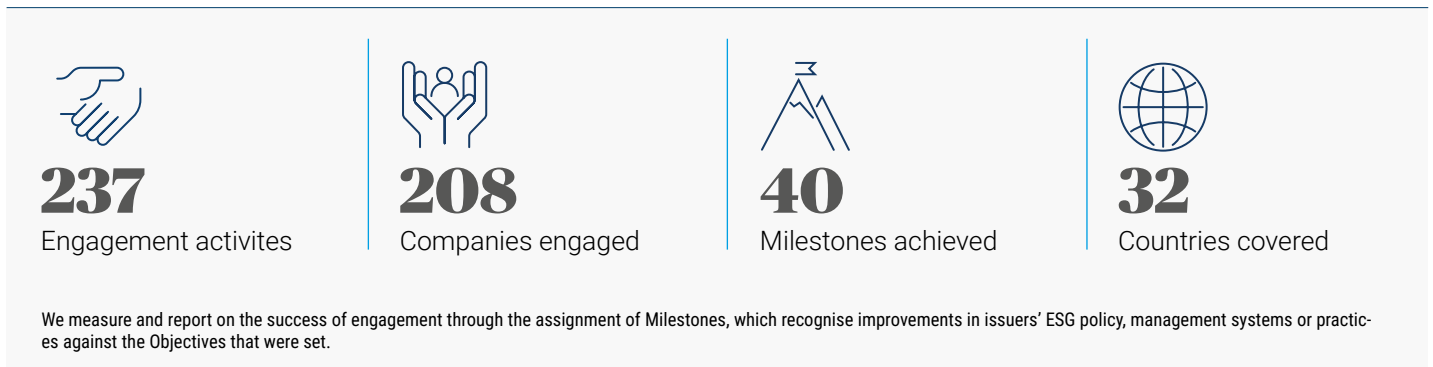 237
Engagement activites
208
Companies engaged
40
Milestones achieved
32
Countries covered
We measure and report on the success of engagement through the assignment of Milestones, which recognise improvements in issuers’ ESG policy, management systems or practic-
es against the Objectives that were set.